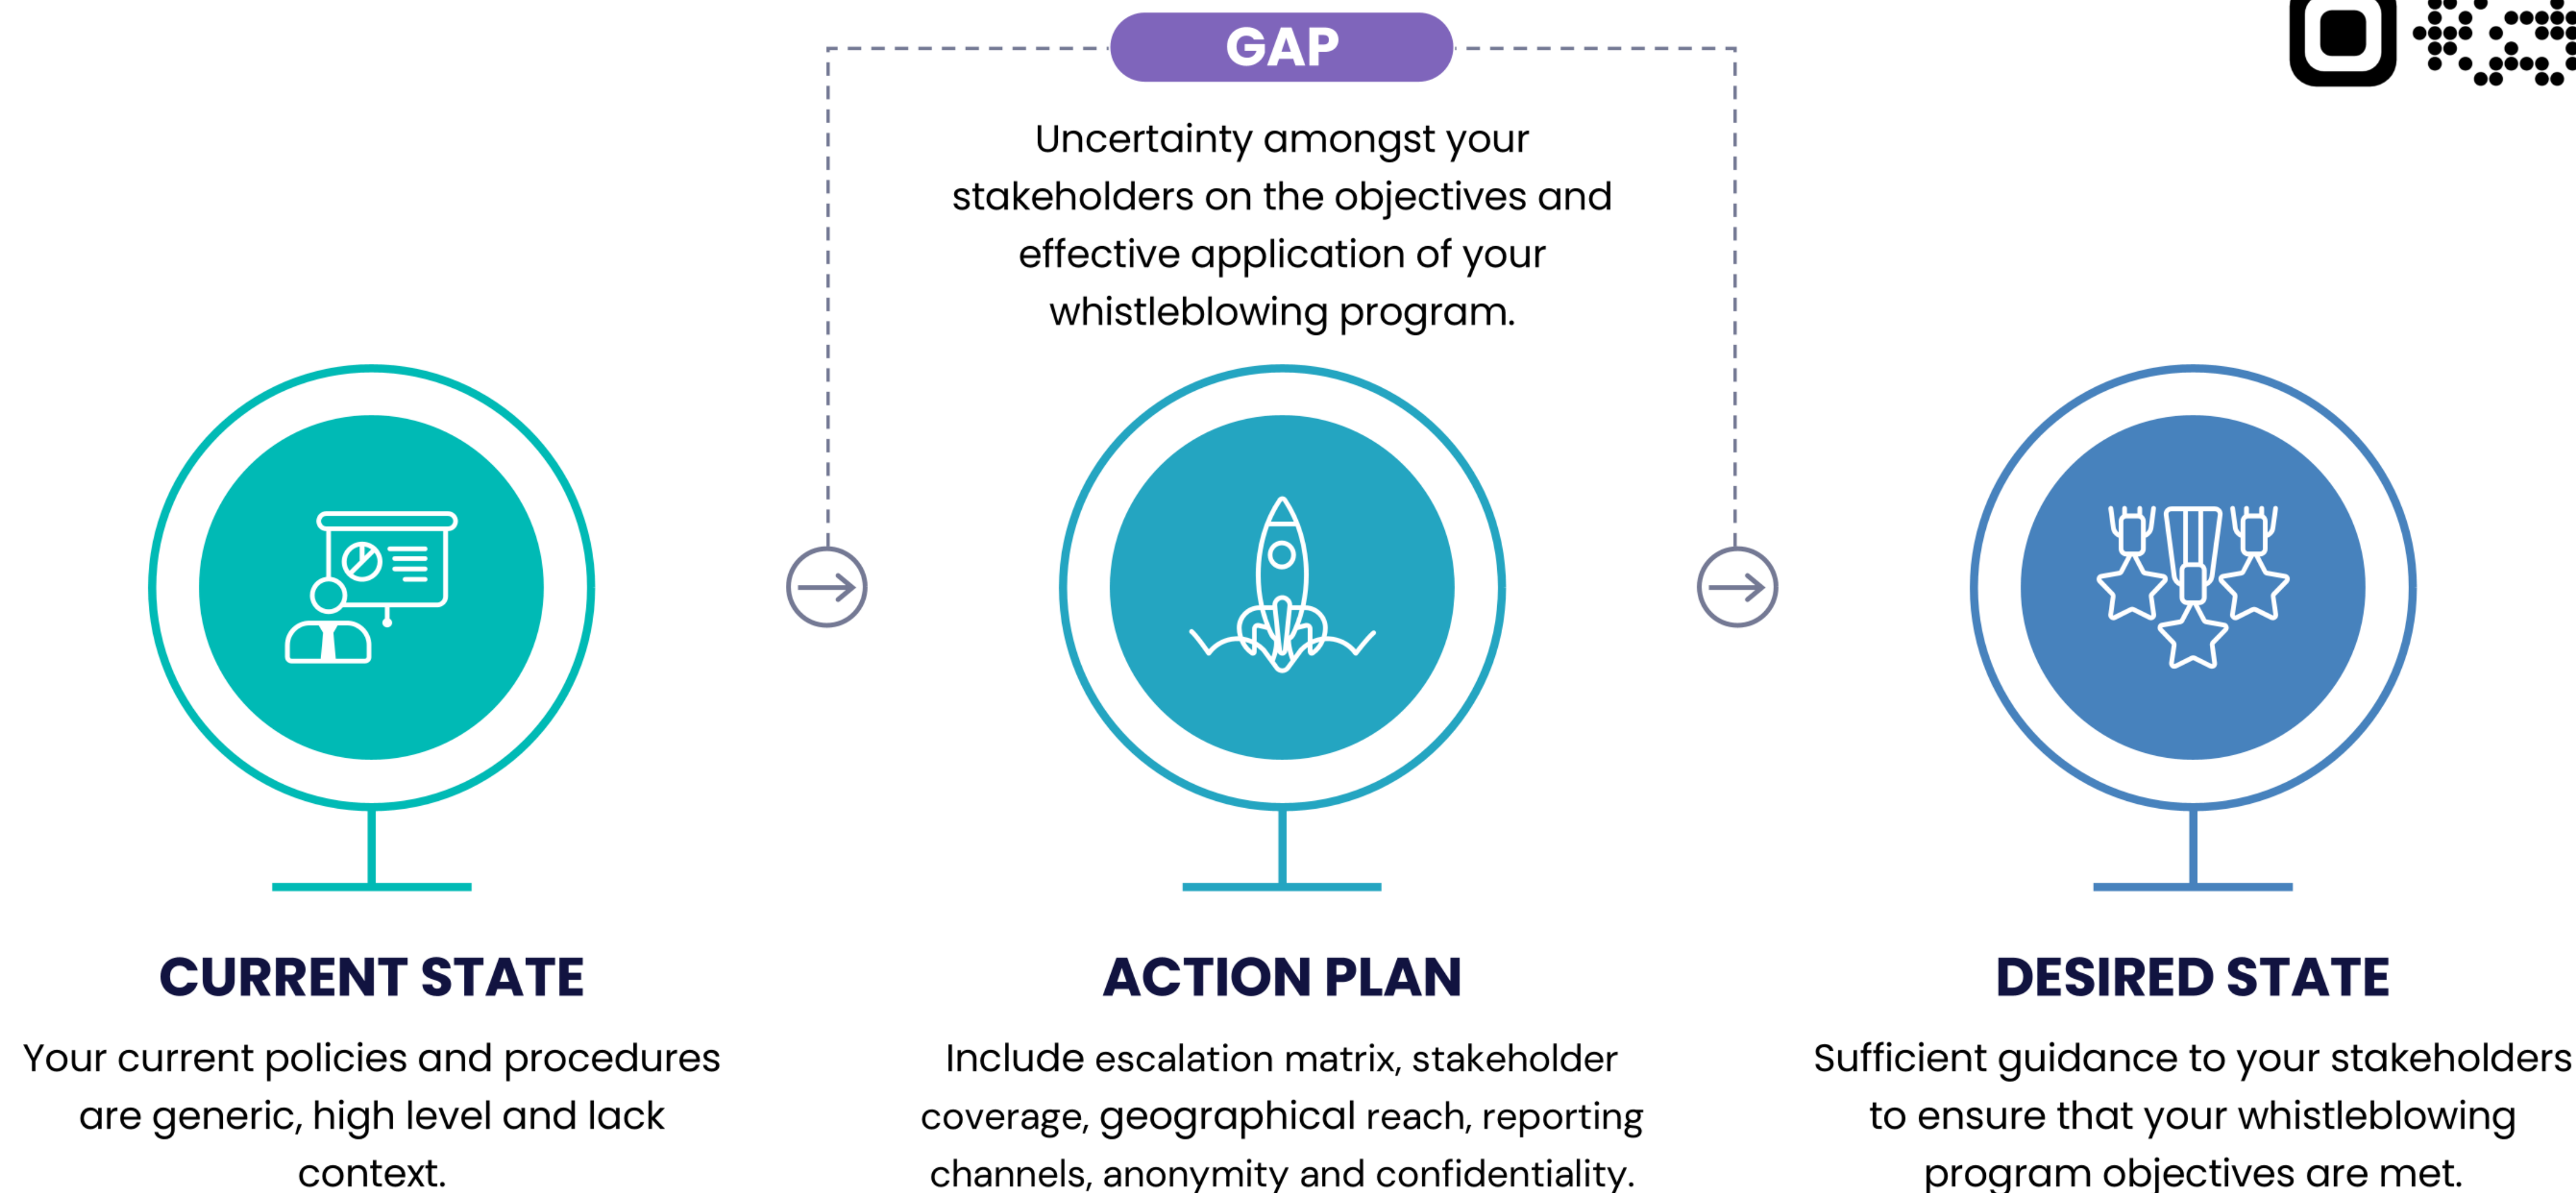 GAP
Uncertainty amongst your
stakeholders on the objectives and
effective application of your
whistleblowing program.
CURRENT STATE
Your current policies and procedures
are generic, high level and lack
context.
ACTION PLAN
Include escalation matrix, stakeholder
coverage, geographical reach, reporting
channels, anonymity and confidentiality.
DESIRED STATE
Sufficient guidance to your stakeholders
to ensure that your whistleblowing
program objectives are met.